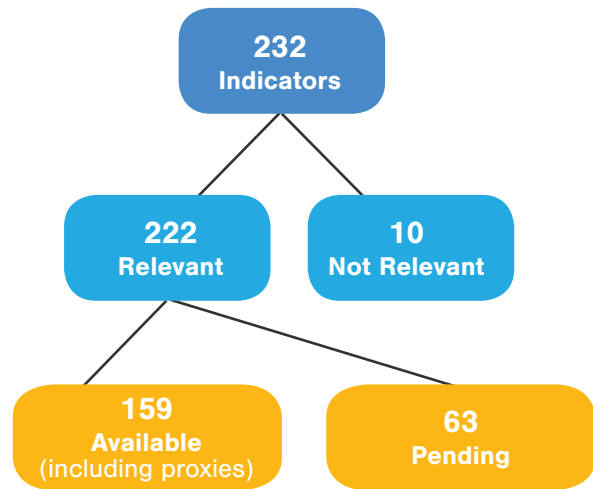 232
Indicators
222
Relevant
10
Not Relevant
159
Available
(including proxies)
63
Pending